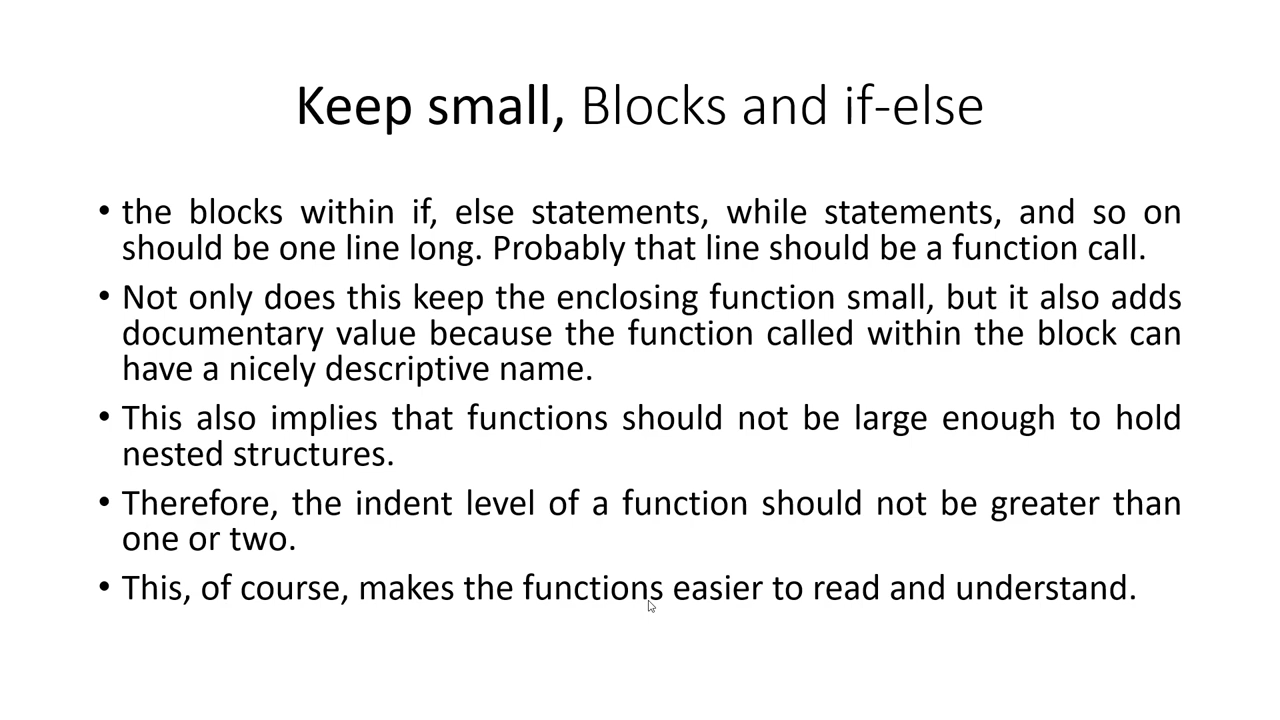 Keep small, Blocks and if-else
• the blocks within if, else statements, while statements, and so on
should be one line long. Probably that line should be a function call.
• Not only does this keep the enclosing function small, but it also adds
documentary value because the function called within the block can
have a nicely descriptive name.
• This also implies that functions should not be large enough to hold
nested structures.
• Therefore, the indent level of a function should not be greater than
one or two.
• This, of course, makes the functions easier to read and understand.